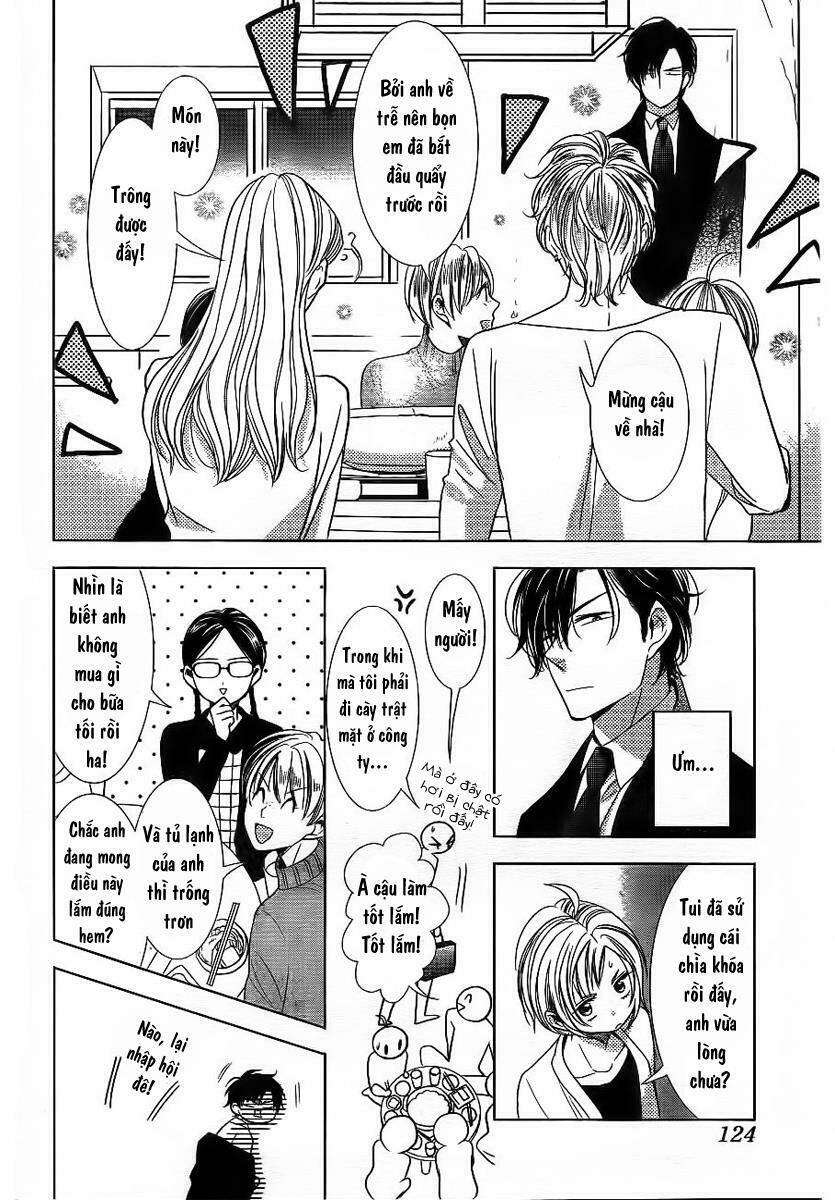 Bởi anh về
trễ nên bọn
em đã bắt
đầu quẩy
trước rồi
Món
này!
Trông
được
đấy!
Mừng cậu
về nhà!
Ưm...
Mấy
người!
Trong khi
mà tôi phải
đi cày trật
mặt ở công
ty...
Mà ở đây có
hơi bị chật
rồi đấy!
Nhìn là
biết anh
không
mua gì
cho bữa
tối rồi
ha!
Và tủ lạnh
của anh
thì trống
trơn
Chắc anh
đang mong
điều này
lắm đúng
hem?
Tui đã sử
dụng cái
chìa khóa
rồi đấy,
anh vừa
lòng
chưa?
À cậu làm
tốt lắm!
Tốt lắm!
Nào, lại
nhập hội
đê!
124